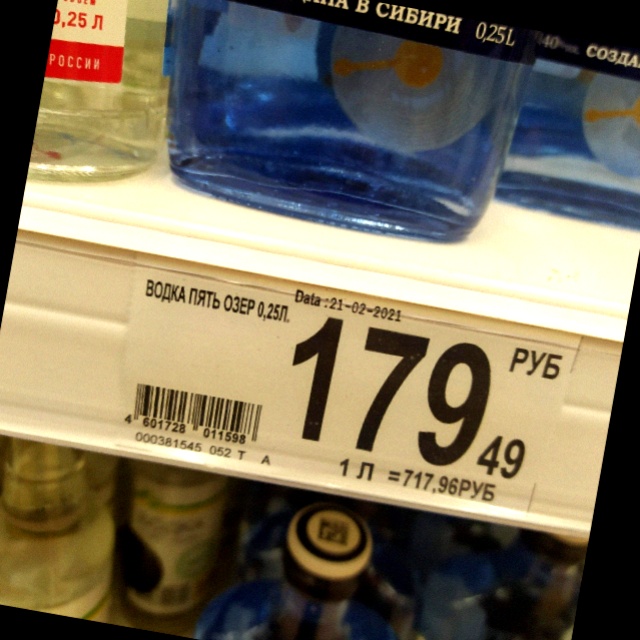 0,25 Л
РОССИИ
В СИБИРИ 0,25L
СОЗДА
ВОДКА ПЯТЬ ОЗЕР 0,25Л.
Data :21-02-2021
179 49 РУБ
4 601728 011598
000381545 052 Т А
1 Л =717,96РУБ